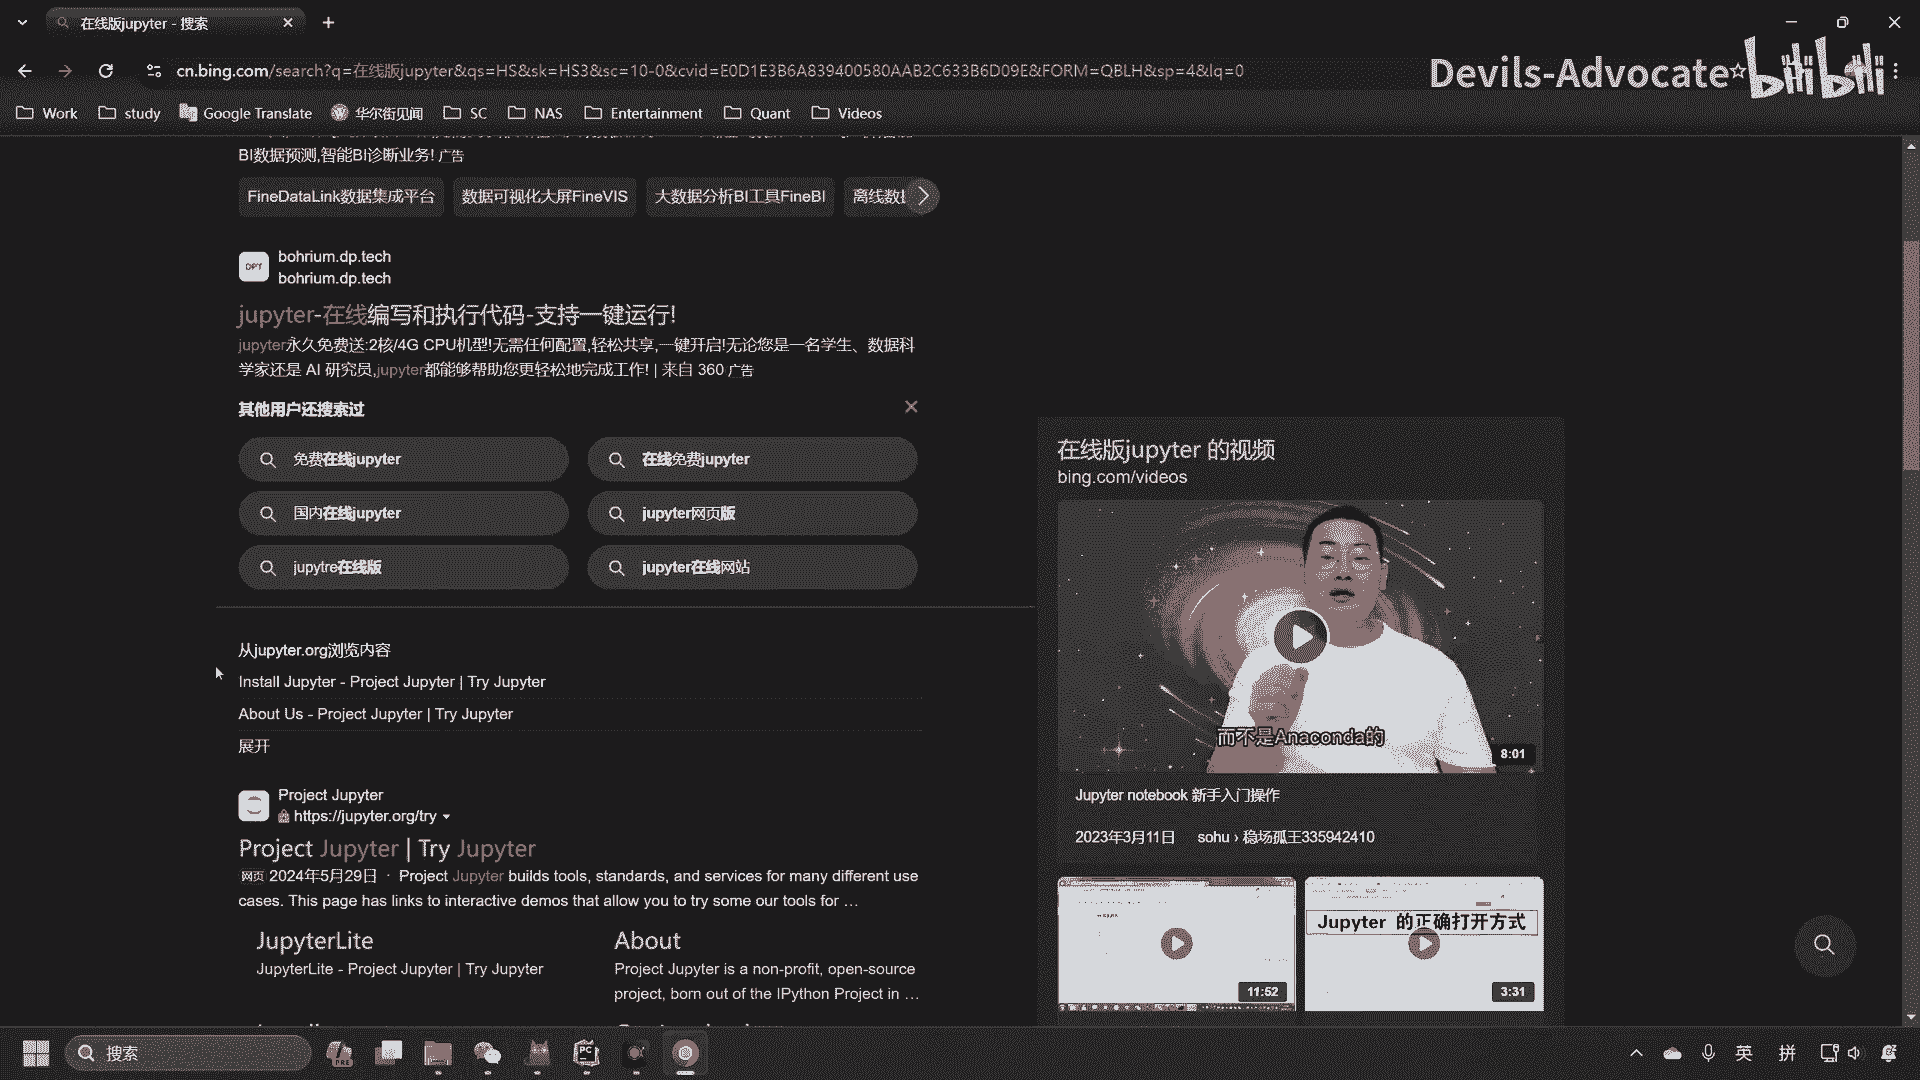 在线版jupyter - 搜索
cn.bing.com/search?q=在线版jupyter&qs=HS&sk=HS3&sc=10-0&cvid=E0D1E3B6A839400580AAB2C633B6D09E&FORM=QBLH&sp=4&lq=0
Devils-Advocate☆bilibili
Work
study
Google Translate
华尔街见闻
SC
NAS
Entertainment
Quant
Videos
BI数据预测,智能BI诊断业务! 广告
FineDataLink数据集成平台
数据可视化大屏FineVIS
大数据分析BI工具FineBI
离线数
DPT
bohrium.dp.tech
bohrium.dp.tech
jupyter-在线编写和执行代码-支持一键运行!
jupyter永久免费送:2核/4G CPU机型!无需任何配置,轻松共享,一键开启!无论您是一名学生、数据科
学家还是 AI 研究员,jupyter都能够帮助您更轻松地完成工作! | 来自 360 广告
其他用户还搜索过
免费在线jupyter
在线免费jupyter
国内在线jupyter
jupyter网页版
jupytre在线版
jupyter在线网站
从jupyter.org浏览内容
Install Jupyter - Project Jupyter | Try Jupyter
About Us - Project Jupyter | Try Jupyter
展开
Project Jupyter
https://jupyter.org/try
Project Jupyter | Try Jupyter
网页 2024年5月29日 · Project Jupyter builds tools, standards, and services for many different use
cases. This page has links to interactive demos that allow you to try some our tools for …
JupyterLite
JupyterLite - Project Jupyter | Try Jupyter
About
Project Jupyter is a non-profit, open-source
project, born out of the IPython Project in …
在线版jupyter 的视频
bing.com/videos
而不是Anaconda的
8:01
Jupyter notebook 新手入门操作
2023年3月11日
sohu › 稳场孤王335942410
11:52
Jupyter 的正确打开方式
3:31
搜索
PRE
PC
英
拼